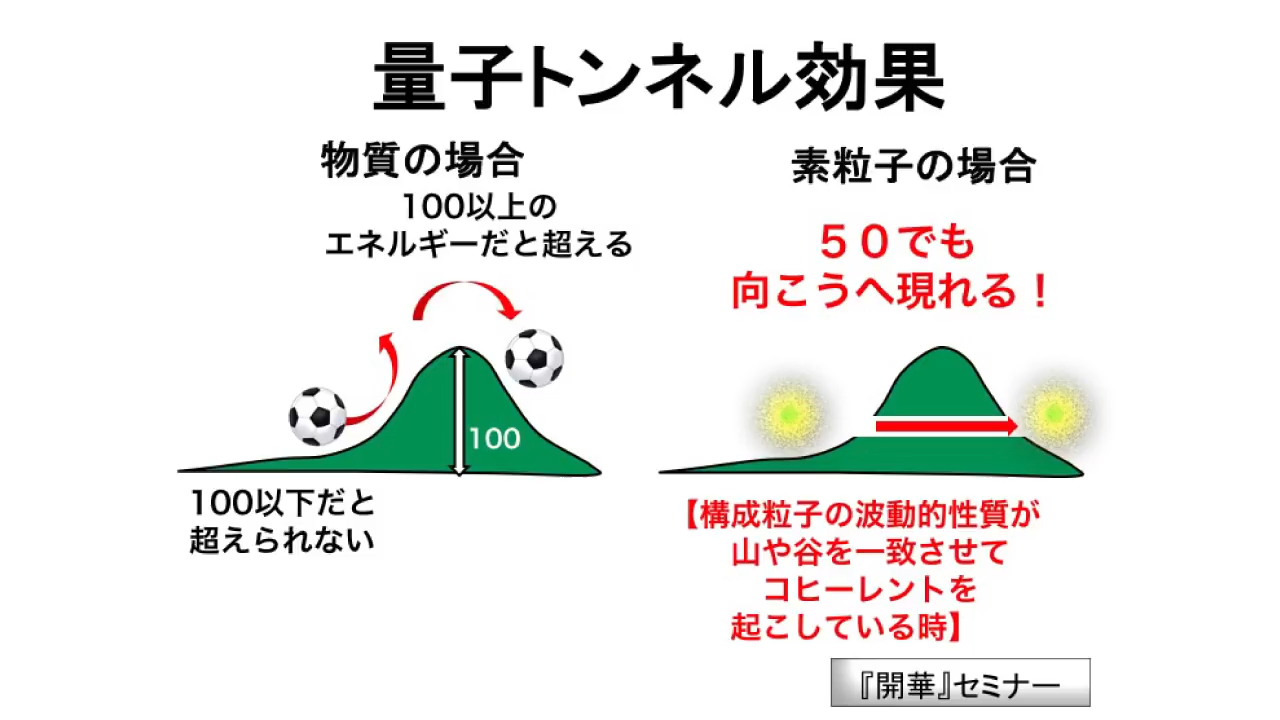 量子トンネル効果
物質の場合
100以上の
エネルギーだと超える
100
100以下だと
超えられない
素粒子の場合
５０でも
向こうへ現れる！
【構成粒子の波動的性質が
山や谷を一致させて
コヒーレントを
起こしている時】
『開華』セミナー